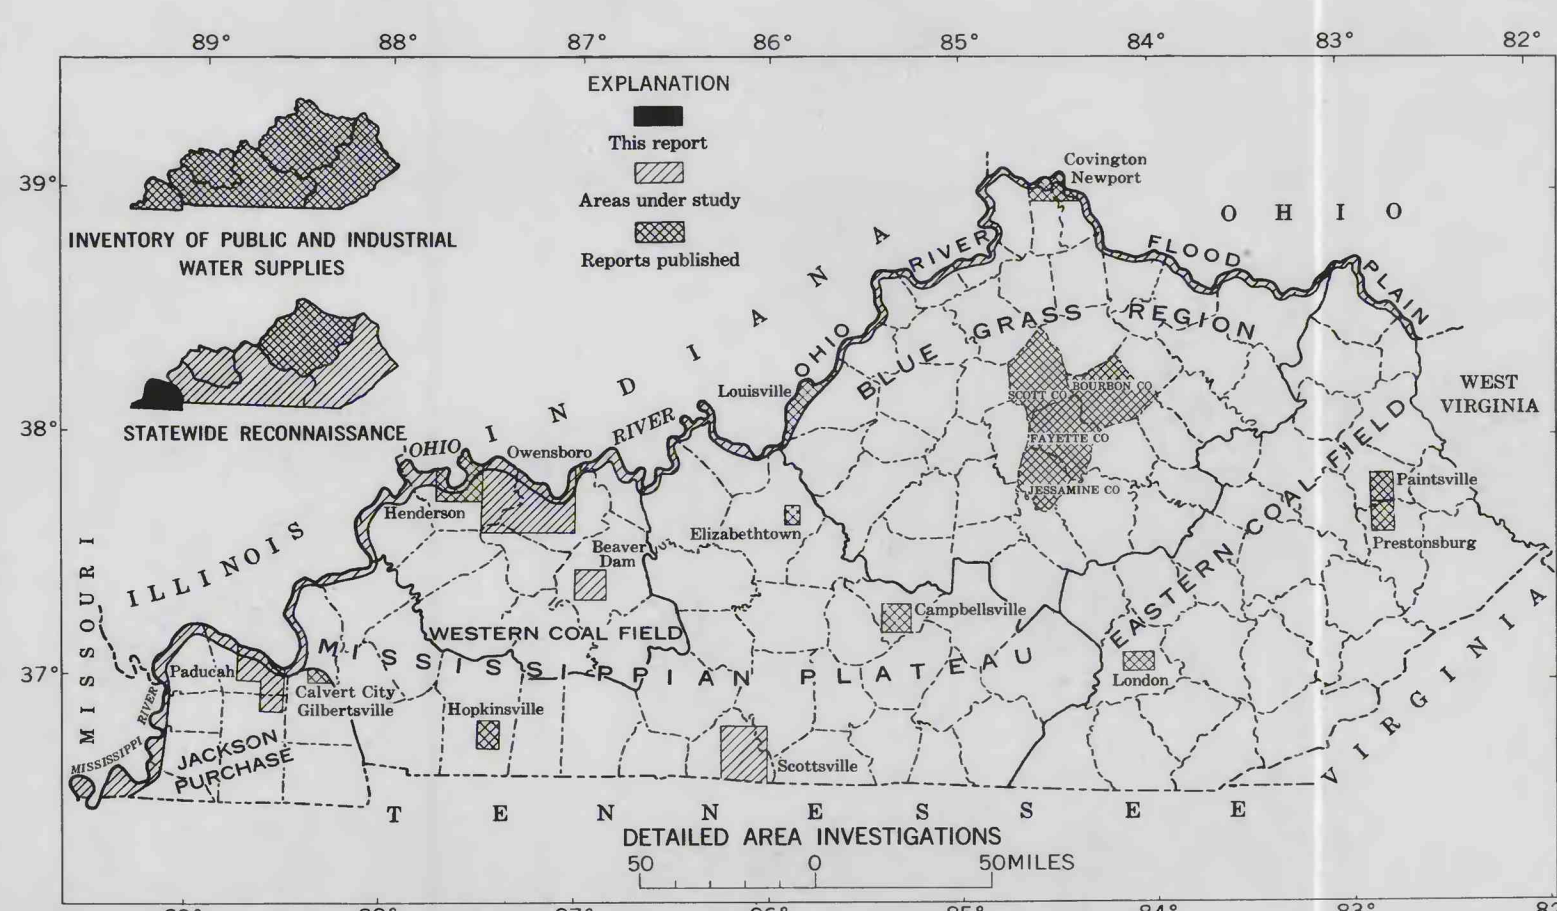 89° 88° 87° 86° 85° 84° 83° 82°
EXPLANATION
This report
Areas under study
Reports published
39°
38°
37°
INVENTORY OF PUBLIC AND INDUSTRIAL
WATER SUPPLIES
STATEWIDE RECONNAISSANCE
Covington
Newport
OHIO
INDIANA
OHIO RIVER FLOOD PLAIN
BLUE GRASS REGION
Louisville
SCOTT CO
BOURBON CO
FAYETTE CO
JESSAMINE CO
WEST
VIRGINIA
OHIO RIVER
Owensboro
Henderson
Elizabethtown
Beaver
Dam
Paintsville
Prestonsburg
EASTERN COAL FIELD
ILLINOIS
MISSOURI
Campbellsville
WESTERN COAL FIELD
MISSISSIPPIAN PLATEAU
London
Paducah
Calvert City
Gilbertsville
Hopkinsville
MISSISSIPPI RIVER
JACKSON
PURCHASE
Scottsville
VIRGINIA
TENNESSEE
DETAILED AREA INVESTIGATIONS
50 0 50 MILES